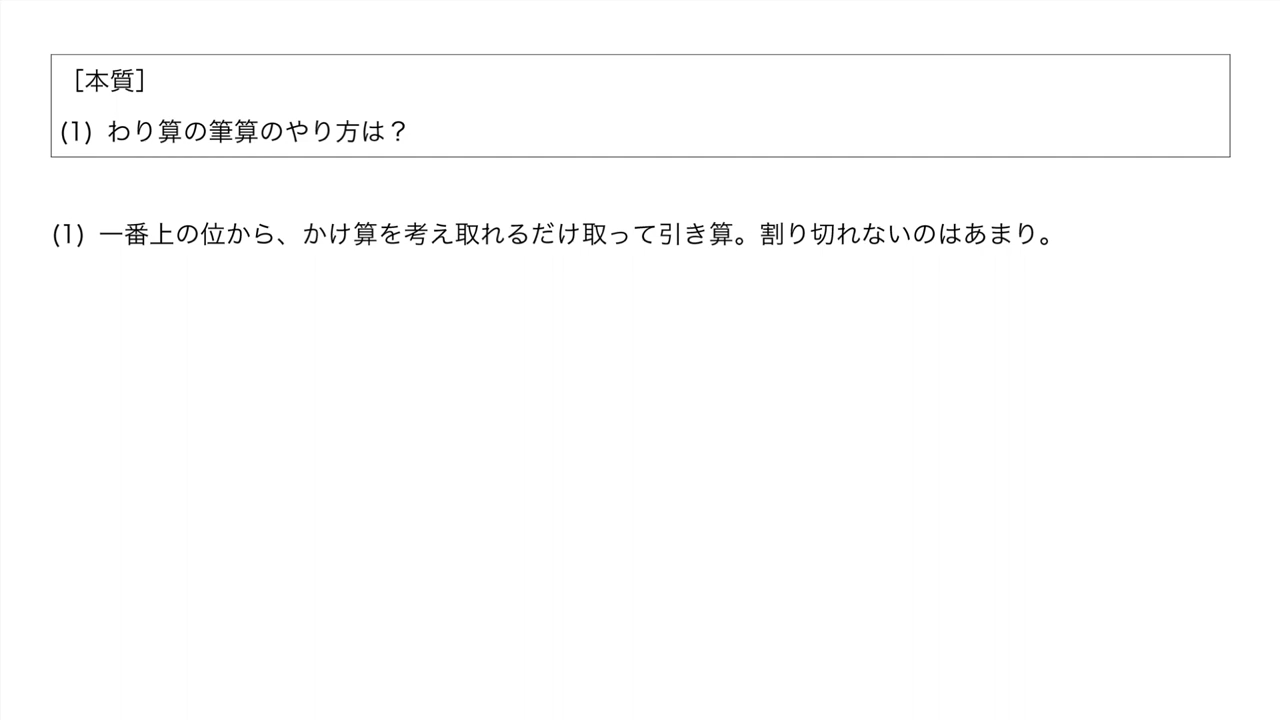 ［本質］
(1) わり算の筆算のやり方は？
(1) 一番上の位から、かけ算を考え取れるだけ取って引き算。割り切れないのはあまり。